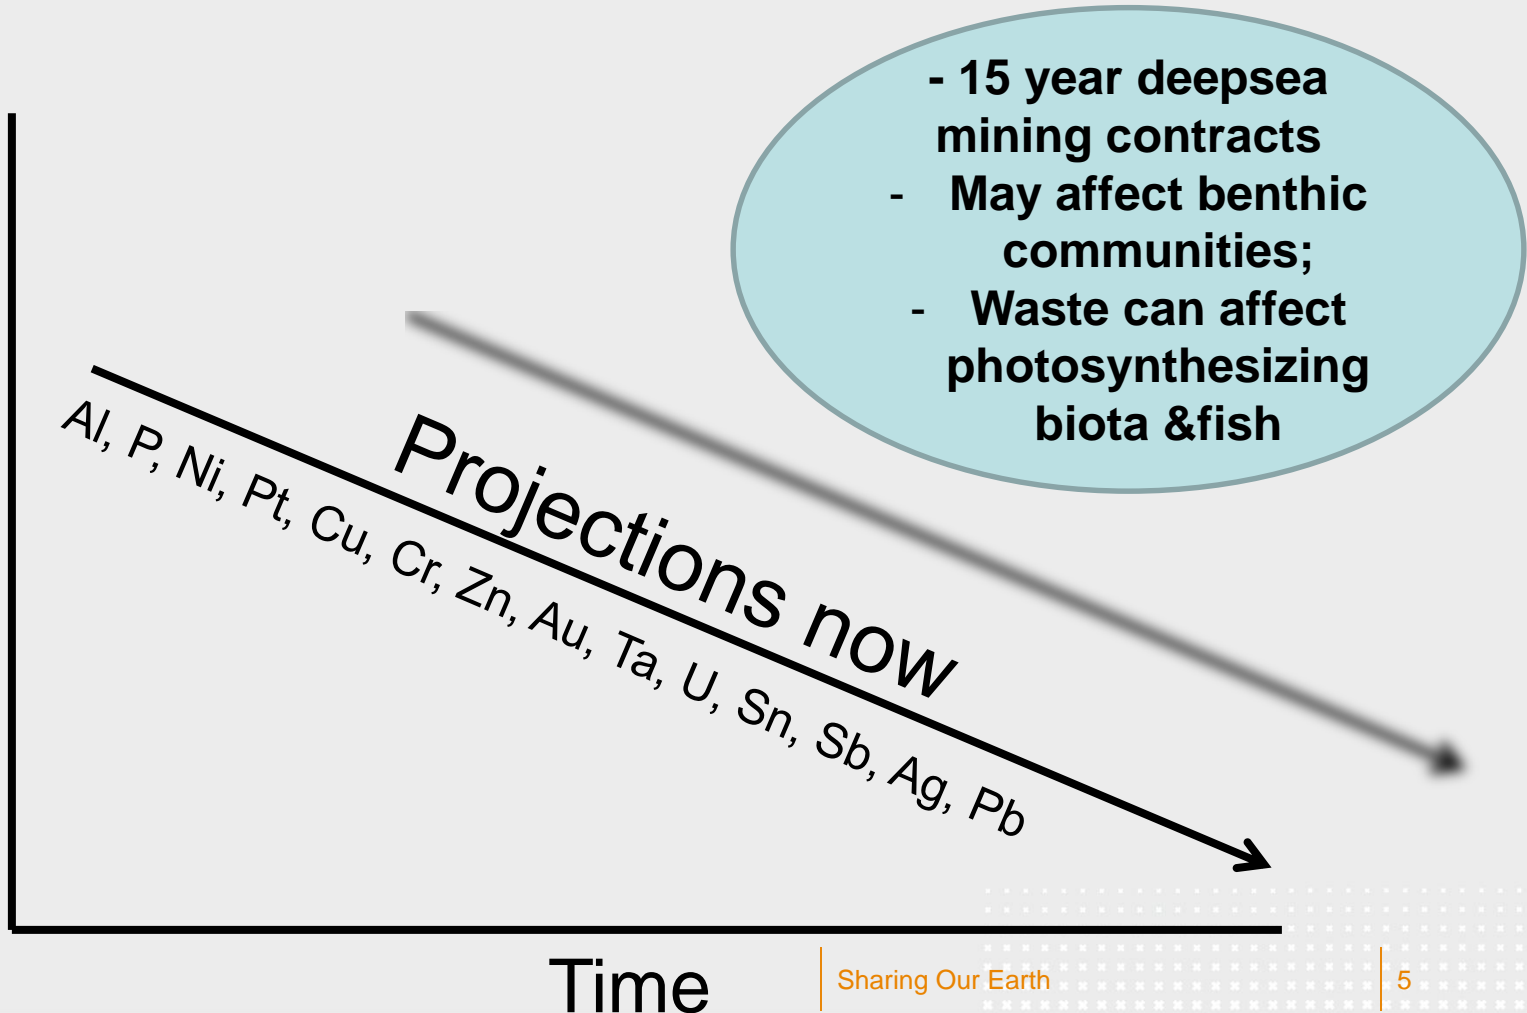 - 15 year deepsea
mining contracts
- May affect benthic
communities;
- Waste can affect
photosynthesizing
biota &fish
Projections now
Al, P, Ni, Pt, Cu, Cr, Zn, Au, Ta, U, Sn, Sb, Ag, Pb
Time
Sharing Our Earth
5